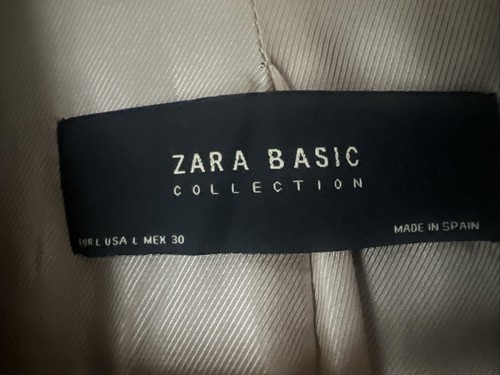 ZARA BASIC
COLLECTION
EUR L USA L MEX 30
MADE IN SPAIN